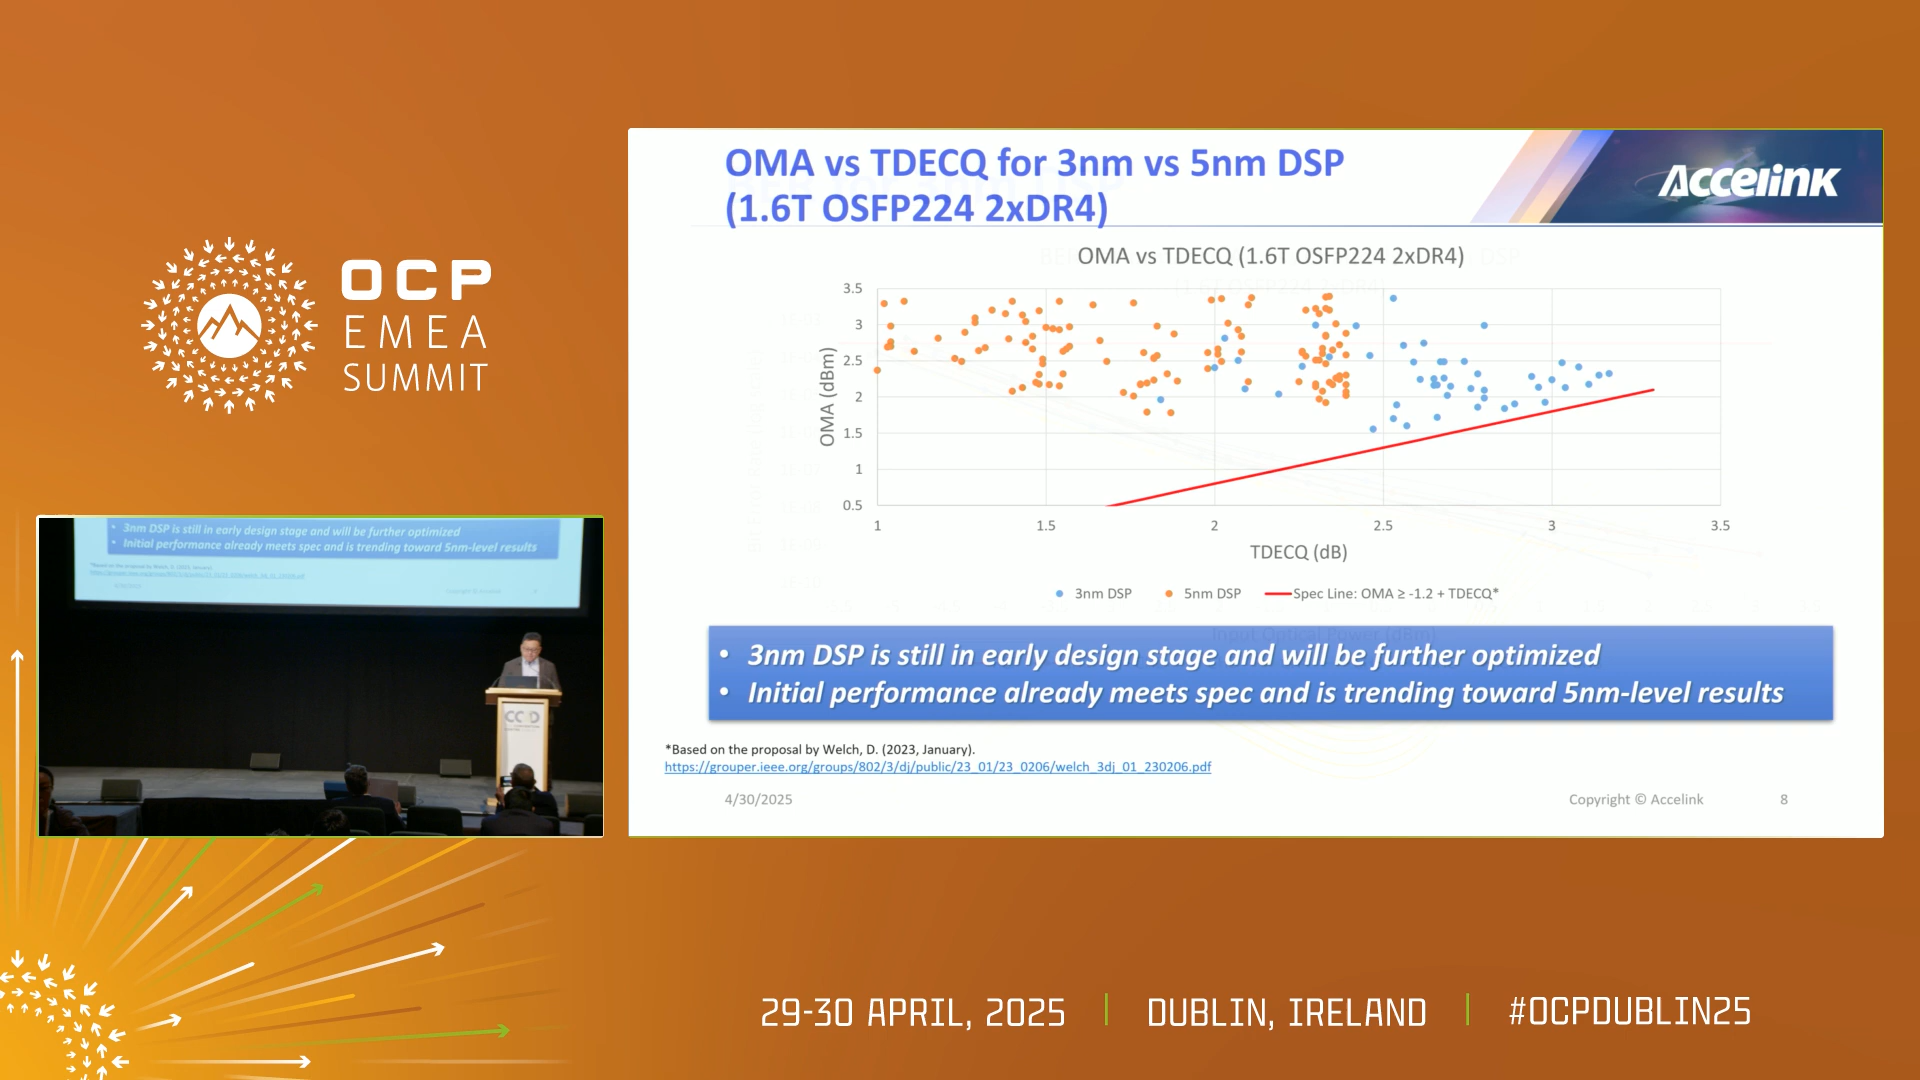 OCP
EMEA
SUMMIT
OMA vs TDECQ for 3nm vs 5nm DSP
(1.6T OSFP224 2xDR4)
Accelink
OMA vs TDECQ (1.6T OSFP224 2xDR4)
3.5
3
2.5
2
1.5
1
0.5
OMA (dBm)
1 1.5 2 2.5 3 3.5
TDECQ (dB)
3nm DSP 5nm DSP Spec Line: OMA ≥ -1.2 + TDECQ*
• 3nm DSP is still in early design stage and will be further optimized
• Initial performance already meets spec and is trending toward 5nm-level results
*Based on the proposal by Welch, D. (2023, January).
https://grouper.ieee.org/groups/802/3/dj/public/23_01/23_0206/welch_3dj_01_230206.pdf
4/30/2025 Copyright © Accelink 8
• 3nm DSP is still in early design stage and will be further optimized
• Initial performance already meets spec and is trending toward 5nm-level results
29-30 APRIL, 2025 | DUBLIN, IRELAND | #OCPDUBLIN25